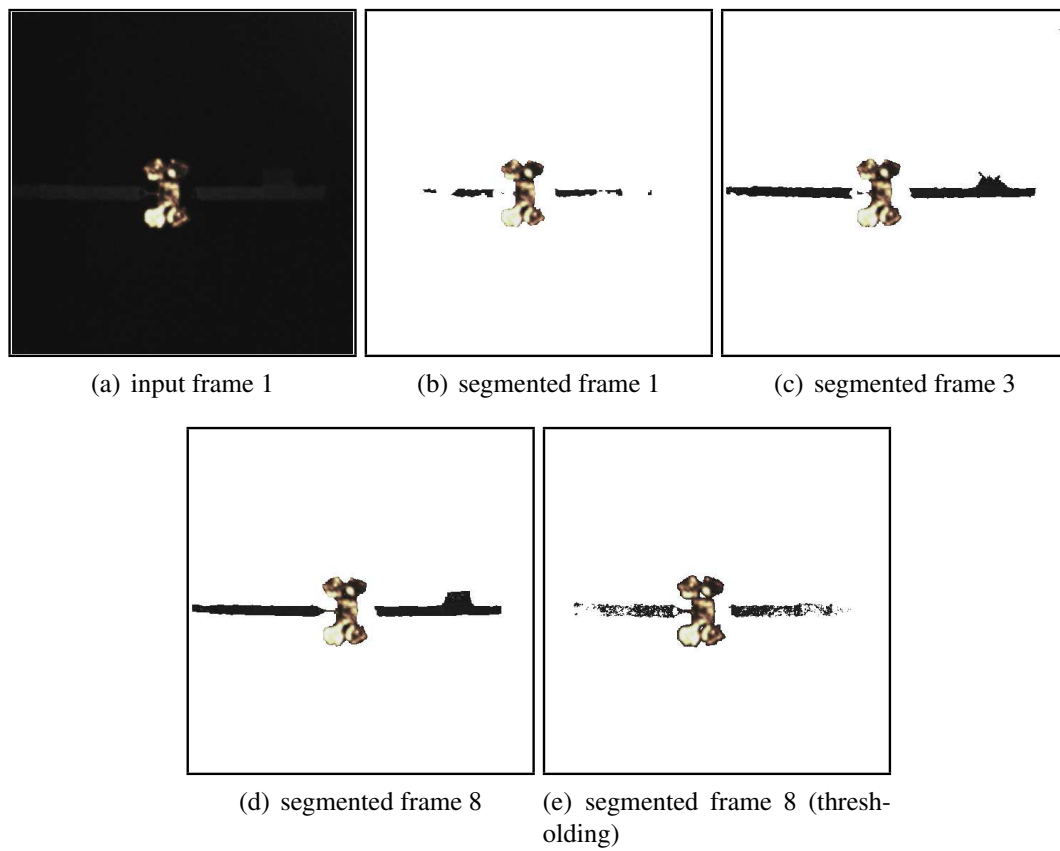 (a) input frame 1
(b) segmented frame 1
(c) segmented frame 3
(d) segmented frame 8
(e) segmented frame 8 (thresh-
olding)